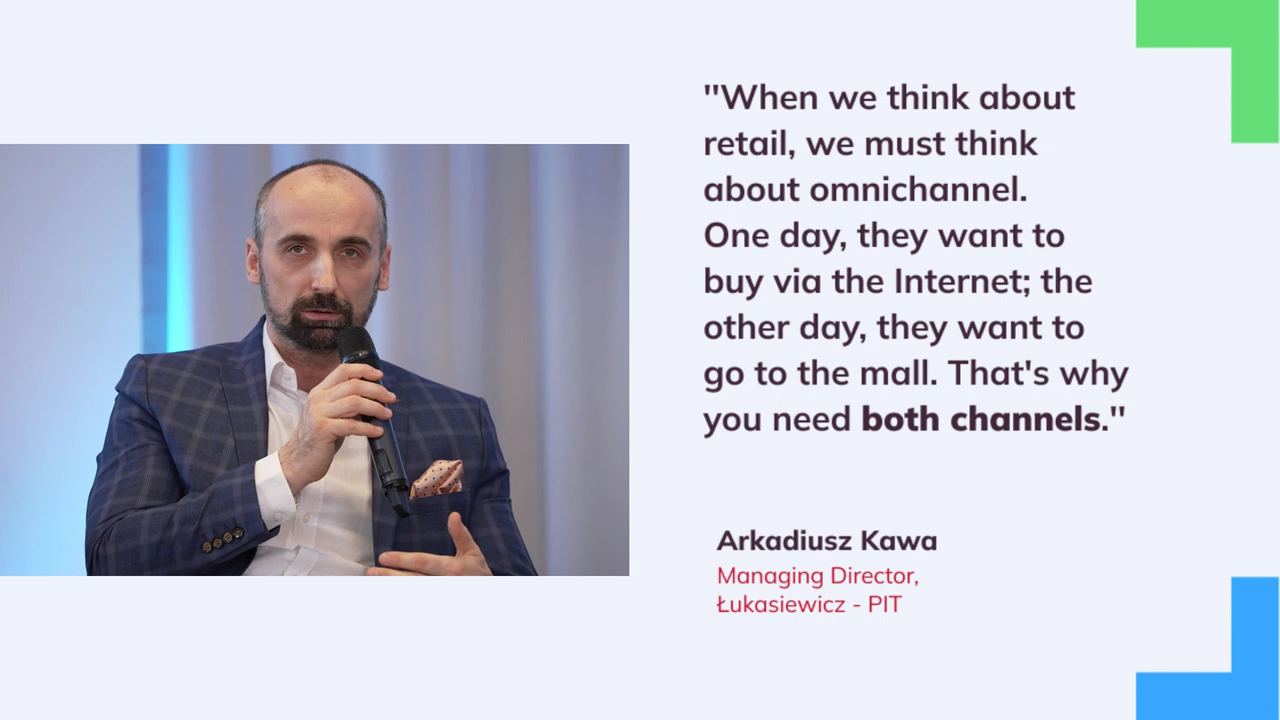 "When we think about
retail, we must think
about omnichannel.
One day, they want to
buy via the Internet; the
other day, they want to
go to the mall. That's why
you need both channels."
Arkadiusz Kawa
Managing Director,
Łukasiewicz - PIT